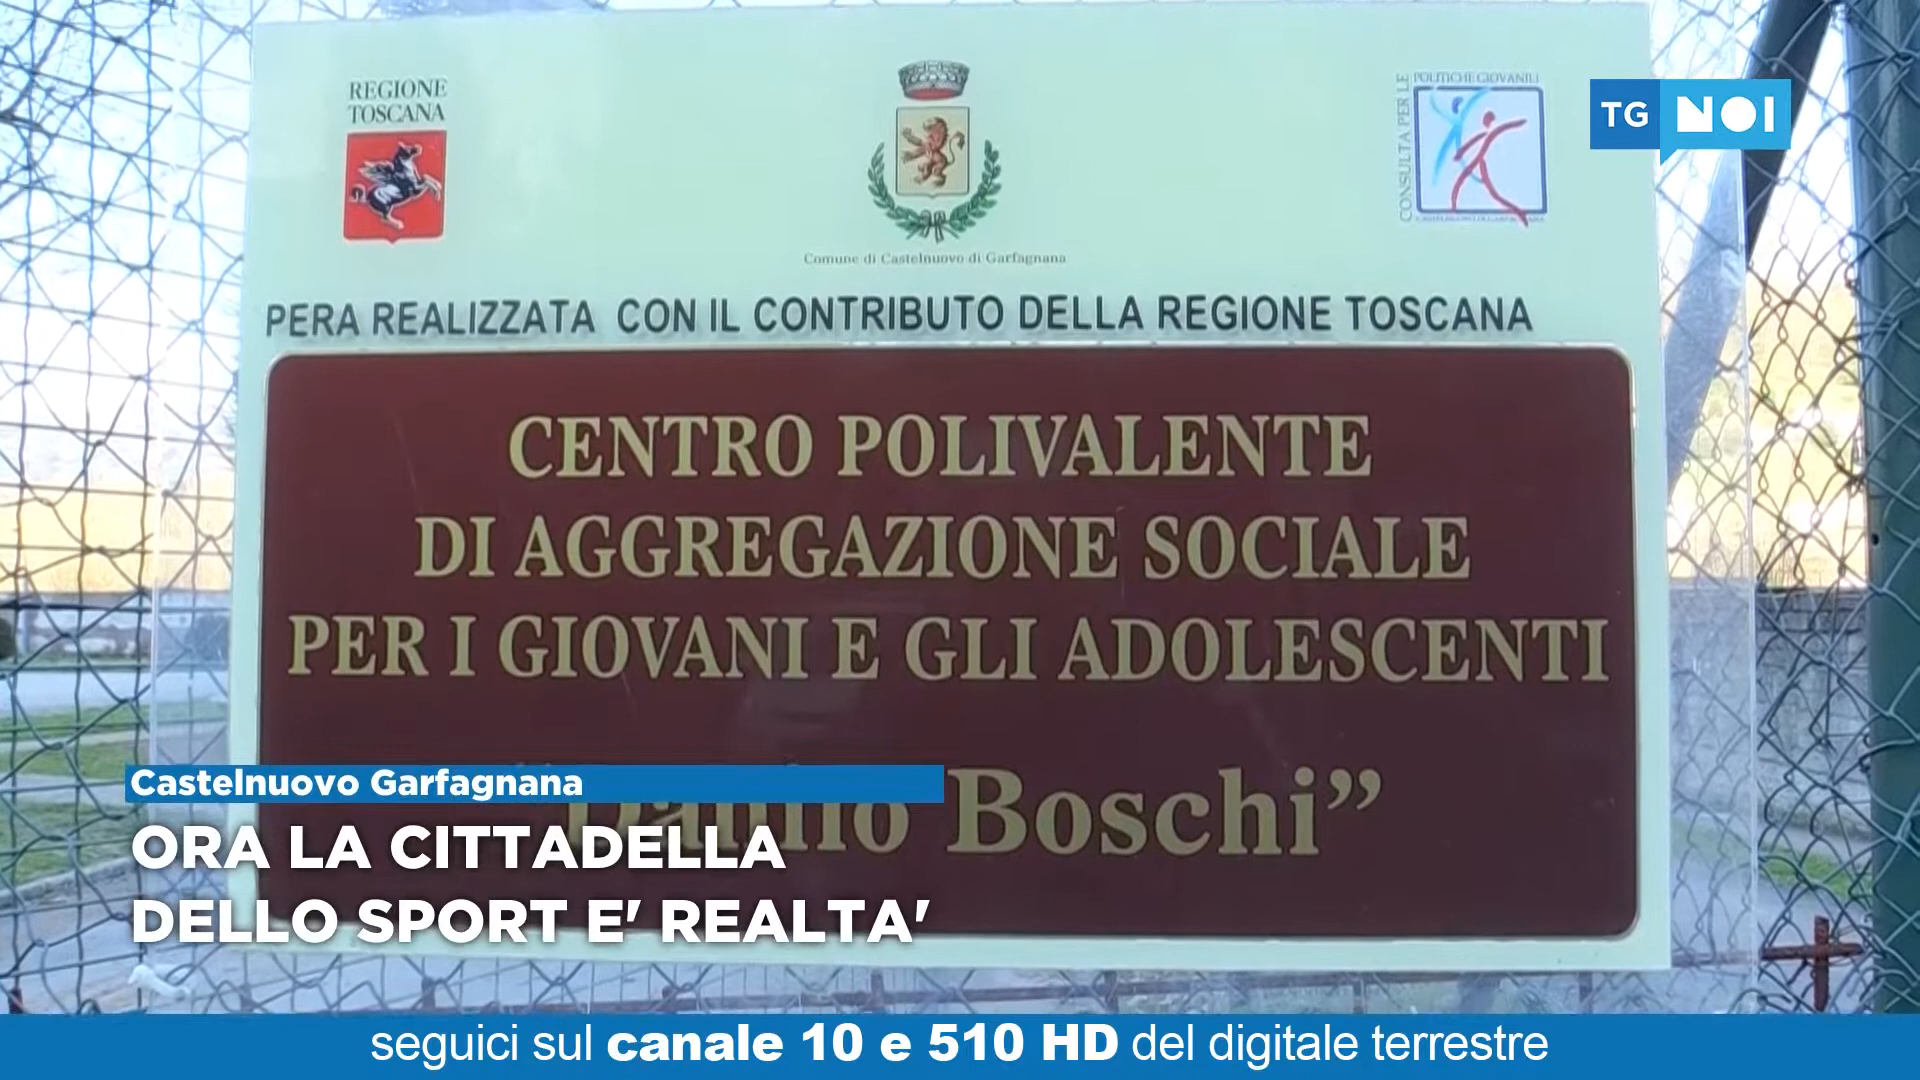 REGIONE
TOSCANA
CONSULTA PER LE
POLITICHE GIOVANILI
TG NOI
Comune di Castelnuovo di Garfagnana
PERA REALIZZATA CON IL CONTRIBUTO DELLA REGIONE TOSCANA
CENTRO POLIVALENTE
DI AGGREGAZIONE SOCIALE
PER I GIOVANI E GLI ADOLESCENTI
Boschi”
Castelnuovo Garfagnana
ORA LA CITTADELLA
DELLO SPORT E' REALTA'
seguici sul canale 10 e 510 HD del digitale terrestre